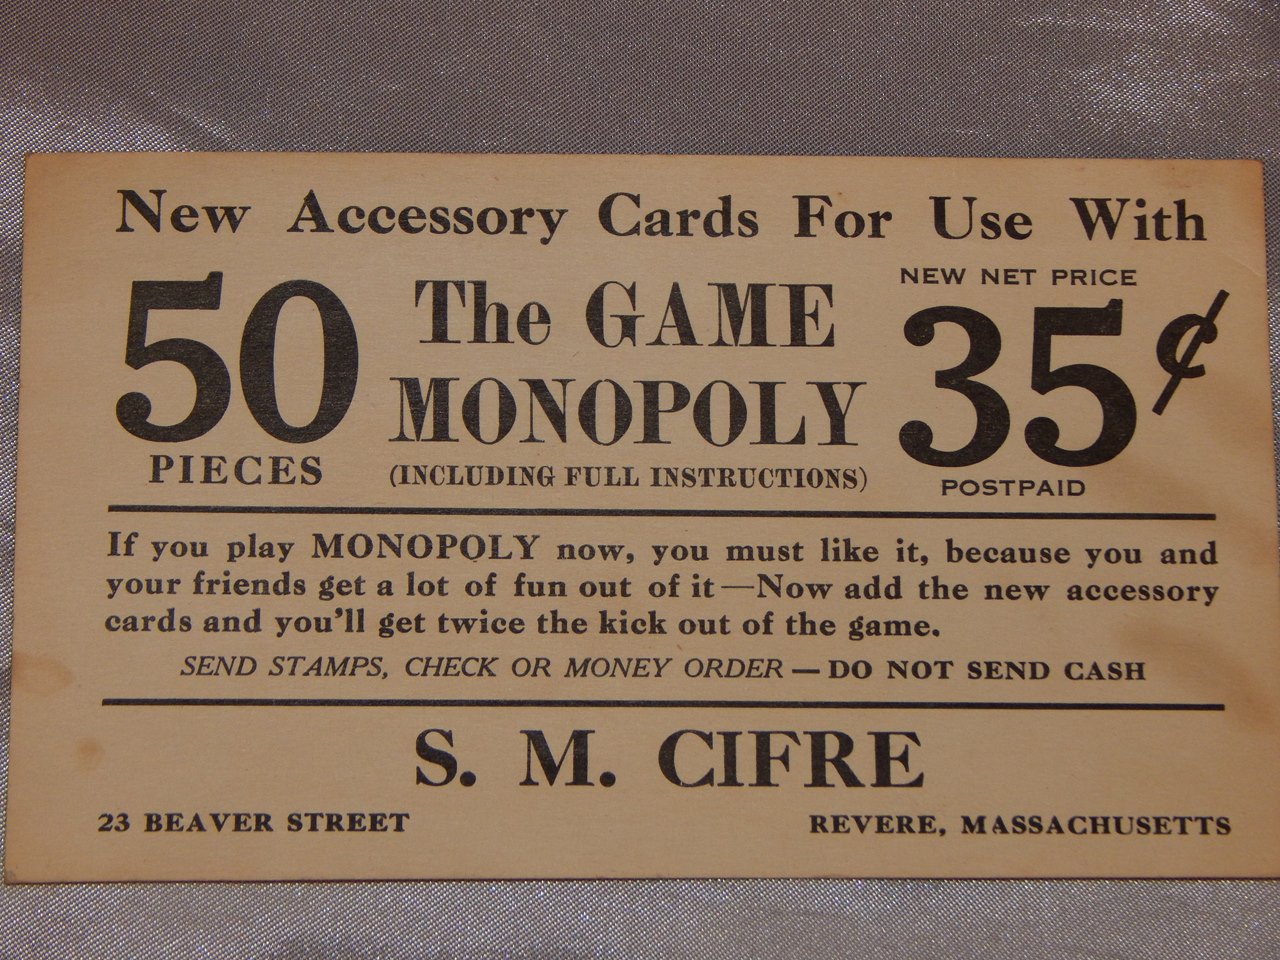 New Accessory Cards For Use With
50
PIECES
The GAME
MONOPOLY
(INCLUDING FULL INSTRUCTIONS)
NEW NET PRICE
35¢
POSTPAID
If you play MONOPOLY now, you must like it, because you and
your friends get a lot of fun out of it—Now add the new accessory
cards and you'll get twice the kick out of the game.
SEND STAMPS, CHECK OR MONEY ORDER — DO NOT SEND CASH
S. M. CIFRE
23 BEAVER STREET
REVERE, MASSACHUSETTS